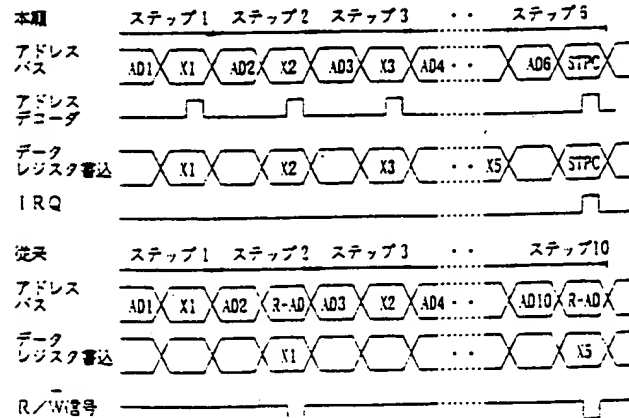 本願 ステップ1 ステップ2 ステップ3 ・・ ステップ6
アドレス
バス AD1 X1 AD2 X2 AD3 X3 AD4 ・・ AD6 STPC
アドレス
デコーダ
データ
レジスタ書込 X1 X2 X3 ・・ X5 STPC
IRQ
従来 ステップ1 ステップ2 ステップ3 ・・ ステップ10
アドレス
バス AD1 X1 AD2 R-AD AD3 X2 AD4 ・・ AD10 R-AD
データ
レジスタ書込 X1 ・・ X5
R/W̅信号